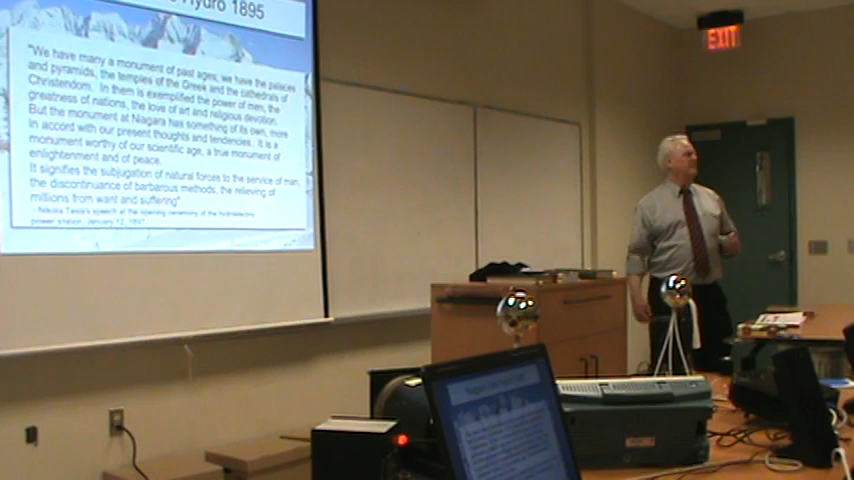 Hydro 1895
"We have many a monument of past ages; we have the palaces
and pyramids, the temples of the Greek and the cathedrals of
Christendom. In them is exemplified the power of men, the
greatness of nations, the love of art and religious devotion.
But the monument at Niagara has something of its own, more
in accord with our present thoughts and tendencies. It is a
monument worthy of our scientific age, a true monument of
enlightenment and of peace.
It signifies the subjugation of natural forces to the service of man,
the discontinuance of barbarous methods, the relieving of
millions from want and suffering"
- Nikola Tesla's speech at the opening ceremony of the hydroelectric
power station, January 12, 1897
EXIT